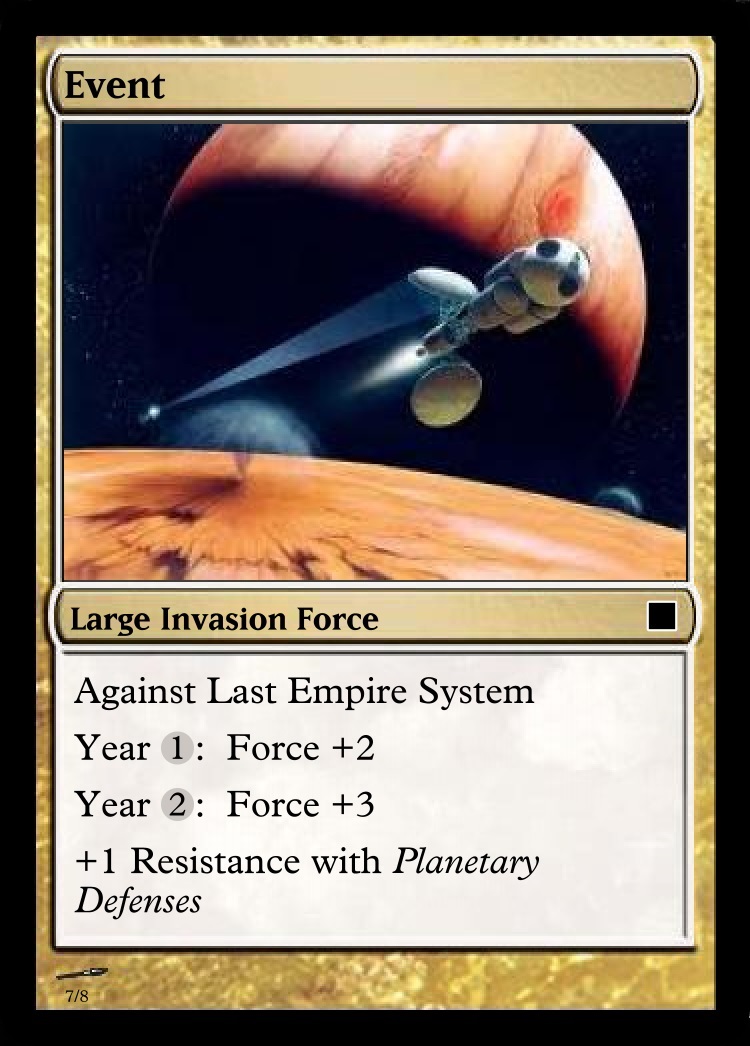 Event
Large Invasion Force
Against Last Empire System
Year 1: Force +2
Year 2: Force +3
+1 Resistance with Planetary
Defenses
7/8